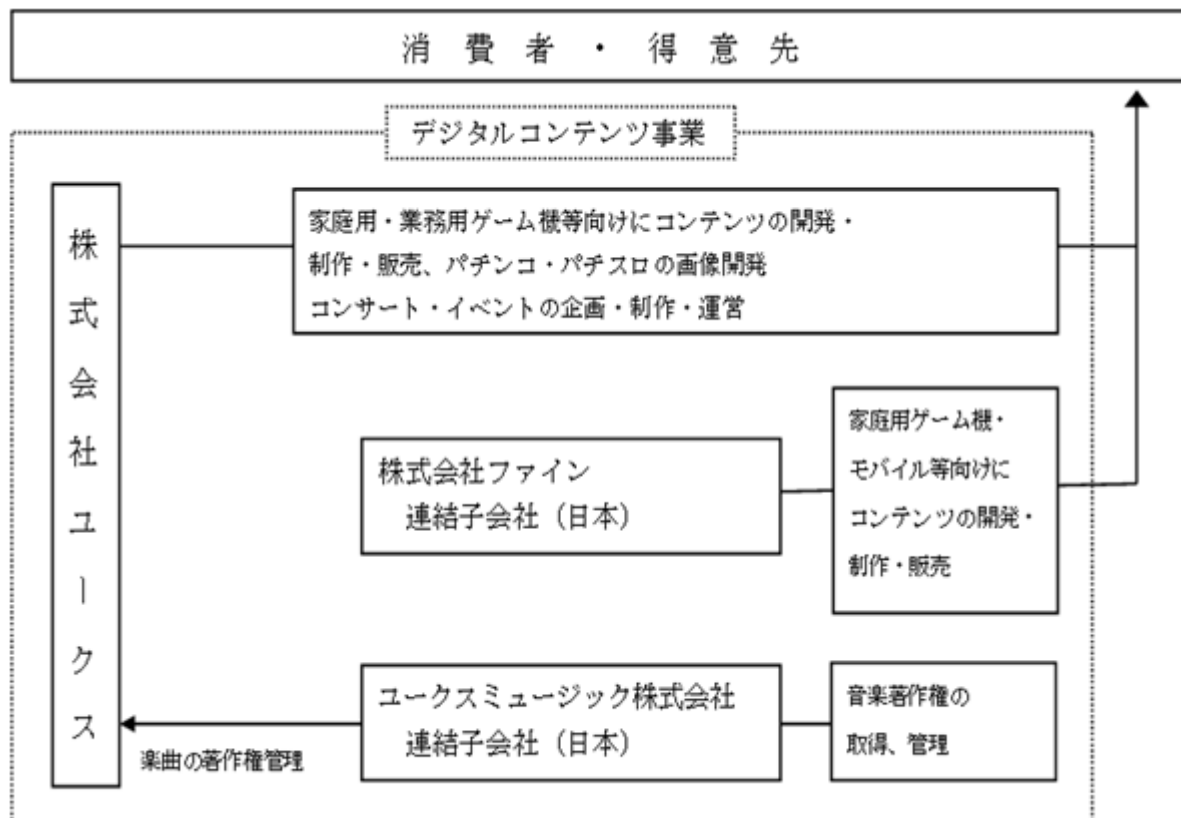 消費者・得意先
デジタルコンテンツ事業
株式会社ユークス
家庭用・業務用ゲーム機等向けにコンテンツの開発・
制作・販売、パチンコ・パチスロの画像開発
コンサート・イベントの企画・制作・運営
株式会社ファイン
連結子会社（日本）
家庭用ゲーム機・
モバイル等向けに
コンテンツの開発・
制作・販売
ユークスミュージック株式会社
連結子会社（日本）
音楽著作権の
取得、管理
楽曲の著作権管理